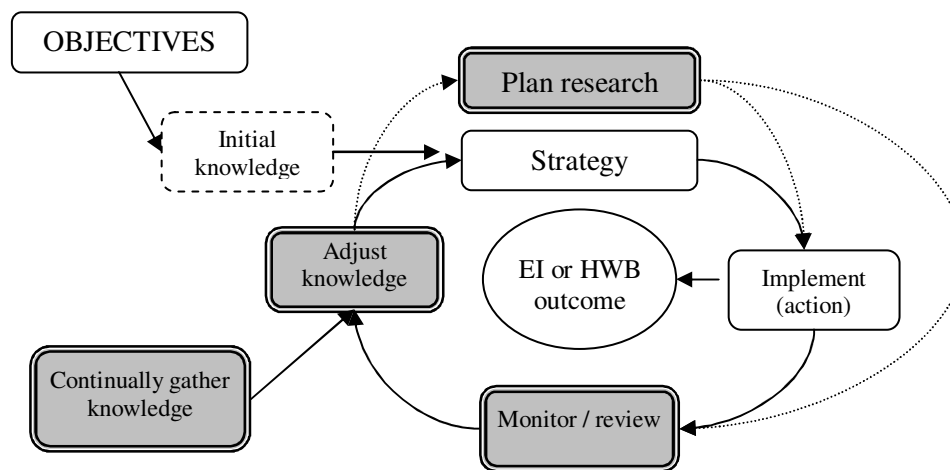 OBJECTIVES
Plan research
Initial
knowledge
Strategy
Adjust
knowledge
EI or HWB
outcome
Implement
(action)
Continually gather
knowledge
Monitor / review